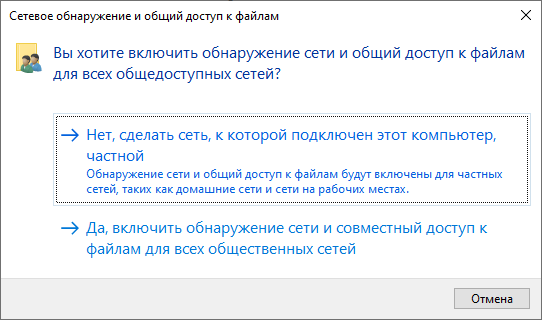 Сетевое обнаружение и общий доступ к файлам
Вы хотите включить обнаружение сети и общий доступ к файлам
для всех общедоступных сетей?
Нет, сделать сеть, к которой подключен этот компьютер,
частной
Обнаружение сети и общий доступ к файлам будут включены для частных
сетей, таких как домашние сети и сети на рабочих местах.
Да, включить обнаружение сети и совместный доступ к
файлам для всех общественных сетей
Отмена